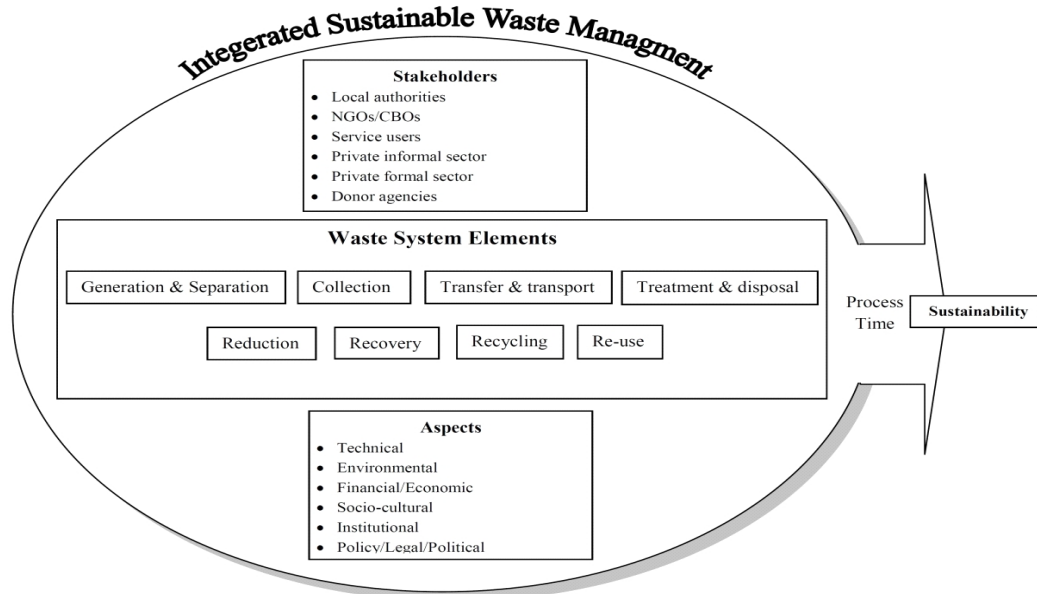 Integerated Sustainable Waste Managment
Stakeholders
• Local authorities
• NGOs/CBOs
• Service users
• Private informal sector
• Private formal sector
• Donor agencies
Waste System Elements
Generation & Separation
Collection
Transfer & transport
Treatment & disposal
Reduction
Recovery
Recycling
Re-use
Process
Time
Sustainability
Aspects
• Technical
• Environmental
• Financial/Economic
• Socio-cultural
• Institutional
• Policy/Legal/Political